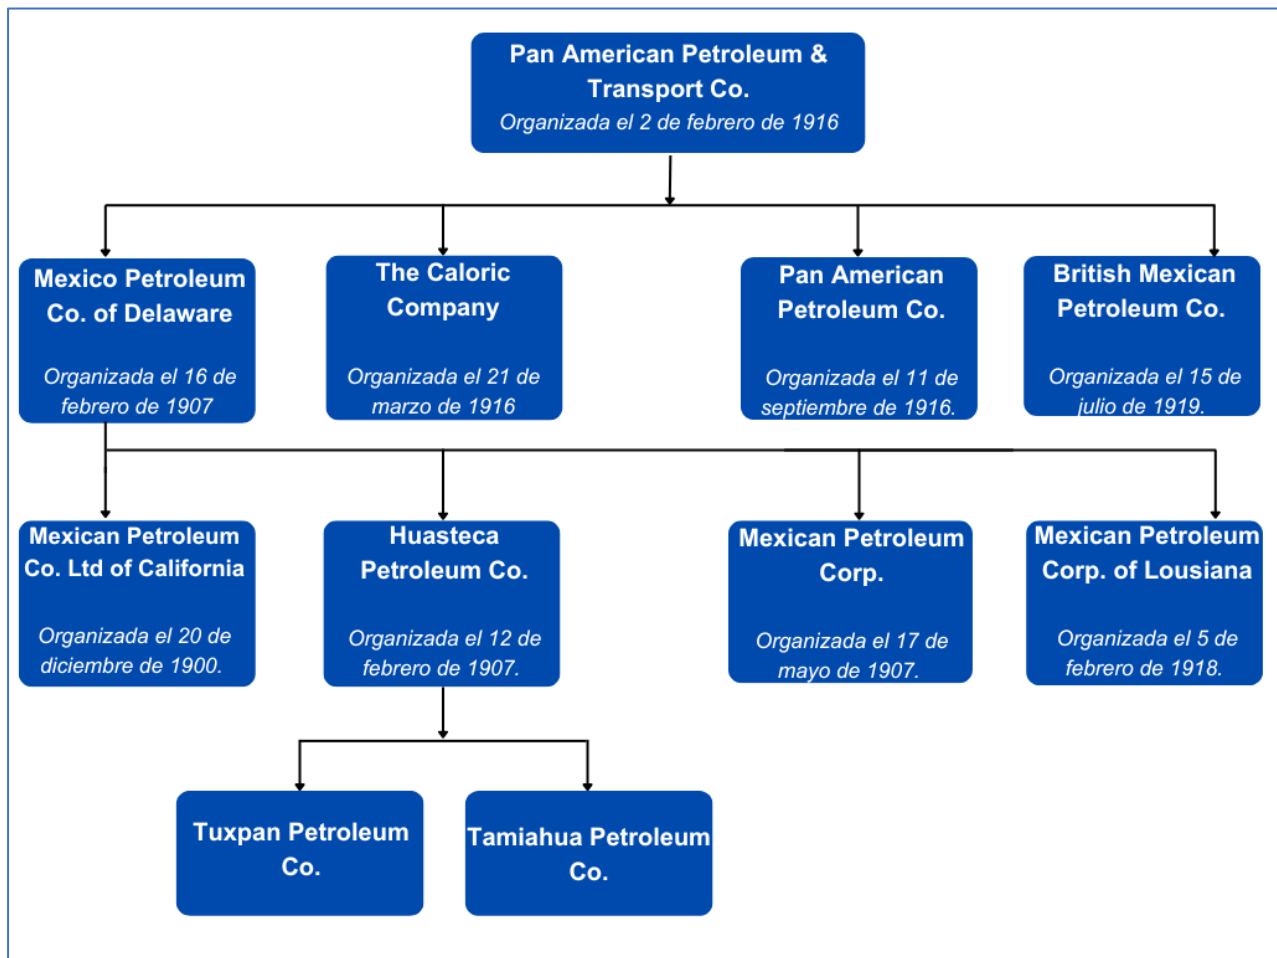 Pan American Petroleum &
Transport Co.
Organizada el 2 de febrero de 1916
Mexico Petroleum
Co. of Delaware
Organizada el 16 de
febrero de 1907
The Caloric
Company
Organizada el 21 de
marzo de 1916
Pan American
Petroleum Co.
Organizada el 11 de
septiembre de 1916.
British Mexican
Petroleum Co.
Organizada el 15 de
julio de 1919.
Mexican Petroleum
Co. Ltd of California
Organizada el 20 de
diciembre de 1900.
Huasteca
Petroleum Co.
Organizada el 12 de
febrero de 1907.
Mexican Petroleum
Corp.
Organizada el 17 de
mayo de 1907.
Mexican Petroleum
Corp. of Lousiana
Organizada el 5 de
febrero de 1918.
Tuxpan Petroleum
Co.
Tamiahua Petroleum
Co.